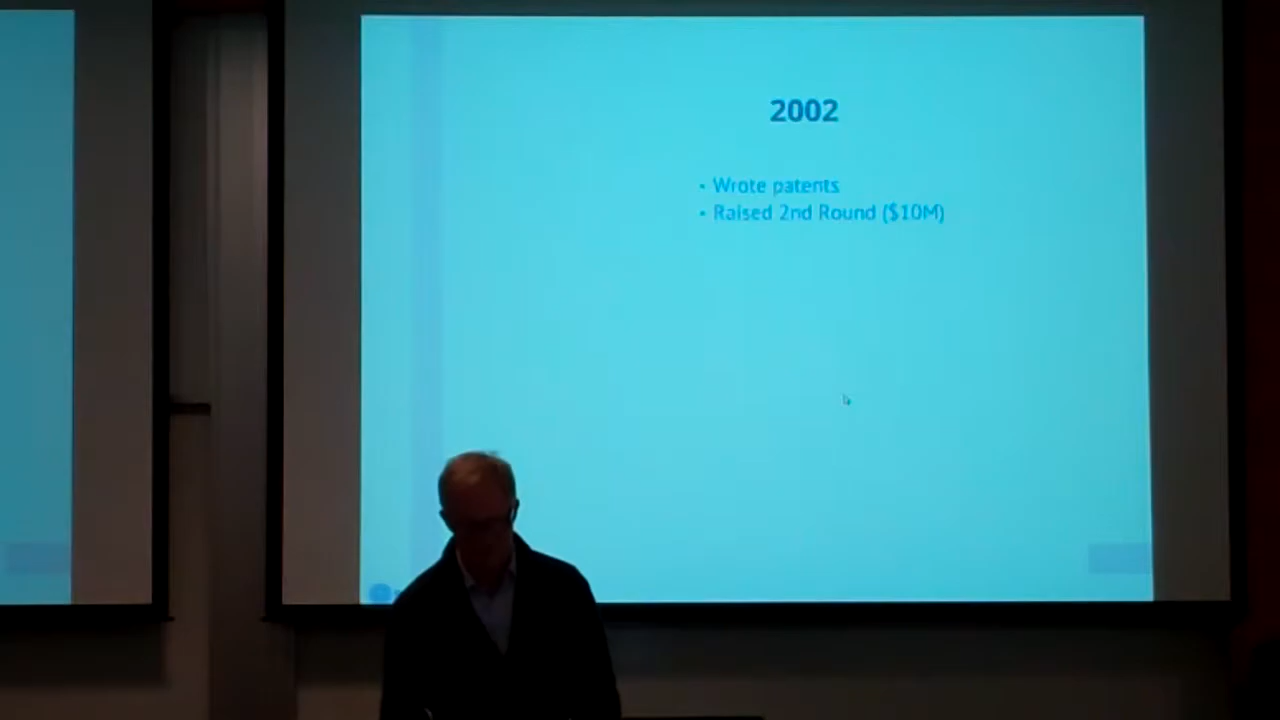 2002
• Wrote patents
• Raised 2nd Round ($10M)